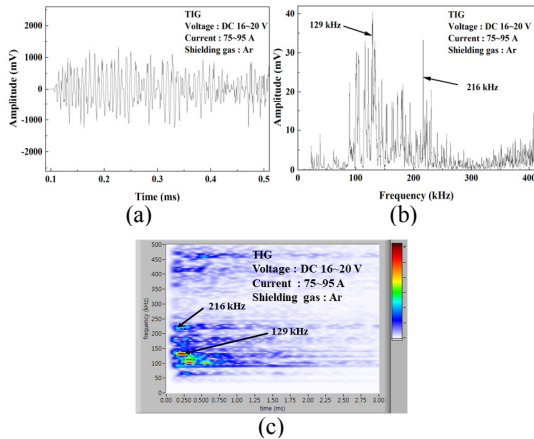 TIG
Voltage : DC 16~20 V
Current : 75~95 A
Shielding gas : Ar
Amplitude (mV)
2000
1000
0
-1000
-2000
0.1 0.2 0.3 0.4 0.5
Time (ms)
(a)
TIG
Voltage : DC 16~20 V
Current : 75~95 A
Shielding gas : Ar
129 kHz
216 kHz
Amplitude (mV)
40
30
20
10
0
0 100 200 300 400
Frequency (kHz)
(b)
TIG
Voltage : DC 16~20 V
Current : 75~95 A
Shielding gas : Ar
216 kHz
129 kHz
frequency (kHz)
500
450
400
350
300
250
200
150
100
50
0
0.00 0.25 0.50 0.75 1.00 1.25 1.50 1.75 2.00 2.25 2.50 2.75 3.00
time (ms)
(c)